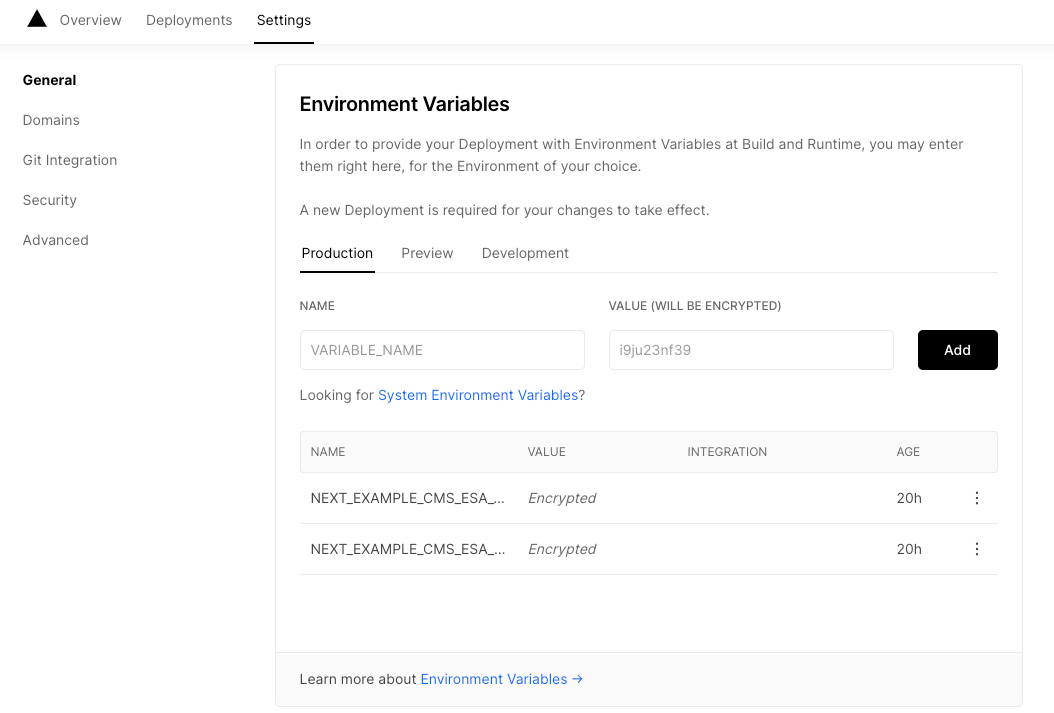 Overview Deployments Settings
General
Domains
Git Integration
Security
Advanced
Environment Variables
In order to provide your Deployment with Environment Variables at Build and Runtime, you may enter
them right here, for the Environment of your choice.
A new Deployment is required for your changes to take effect.
Production Preview Development
NAME VALUE (WILL BE ENCRYPTED)
VARIABLE_NAME i9ju23nf39 Add
Looking for System Environment Variables?
NAME VALUE INTEGRATION AGE
NEXT_EXAMPLE_CMS_ESA_... Encrypted 20h
NEXT_EXAMPLE_CMS_ESA_... Encrypted 20h
Learn more about Environment Variables →